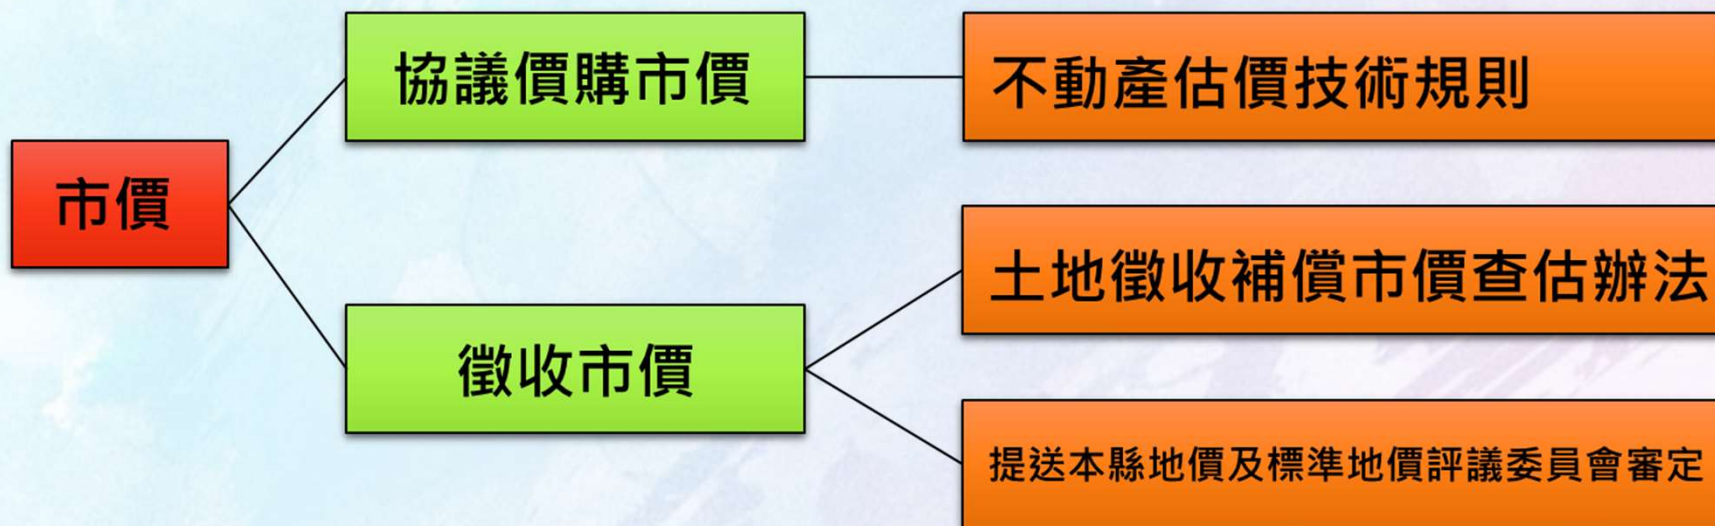 市價
協議價購市價
不動產估價技術規則
徵收市價
土地徵收補償市價查估辦法
提送本縣地價及標準地價評議委員會審定